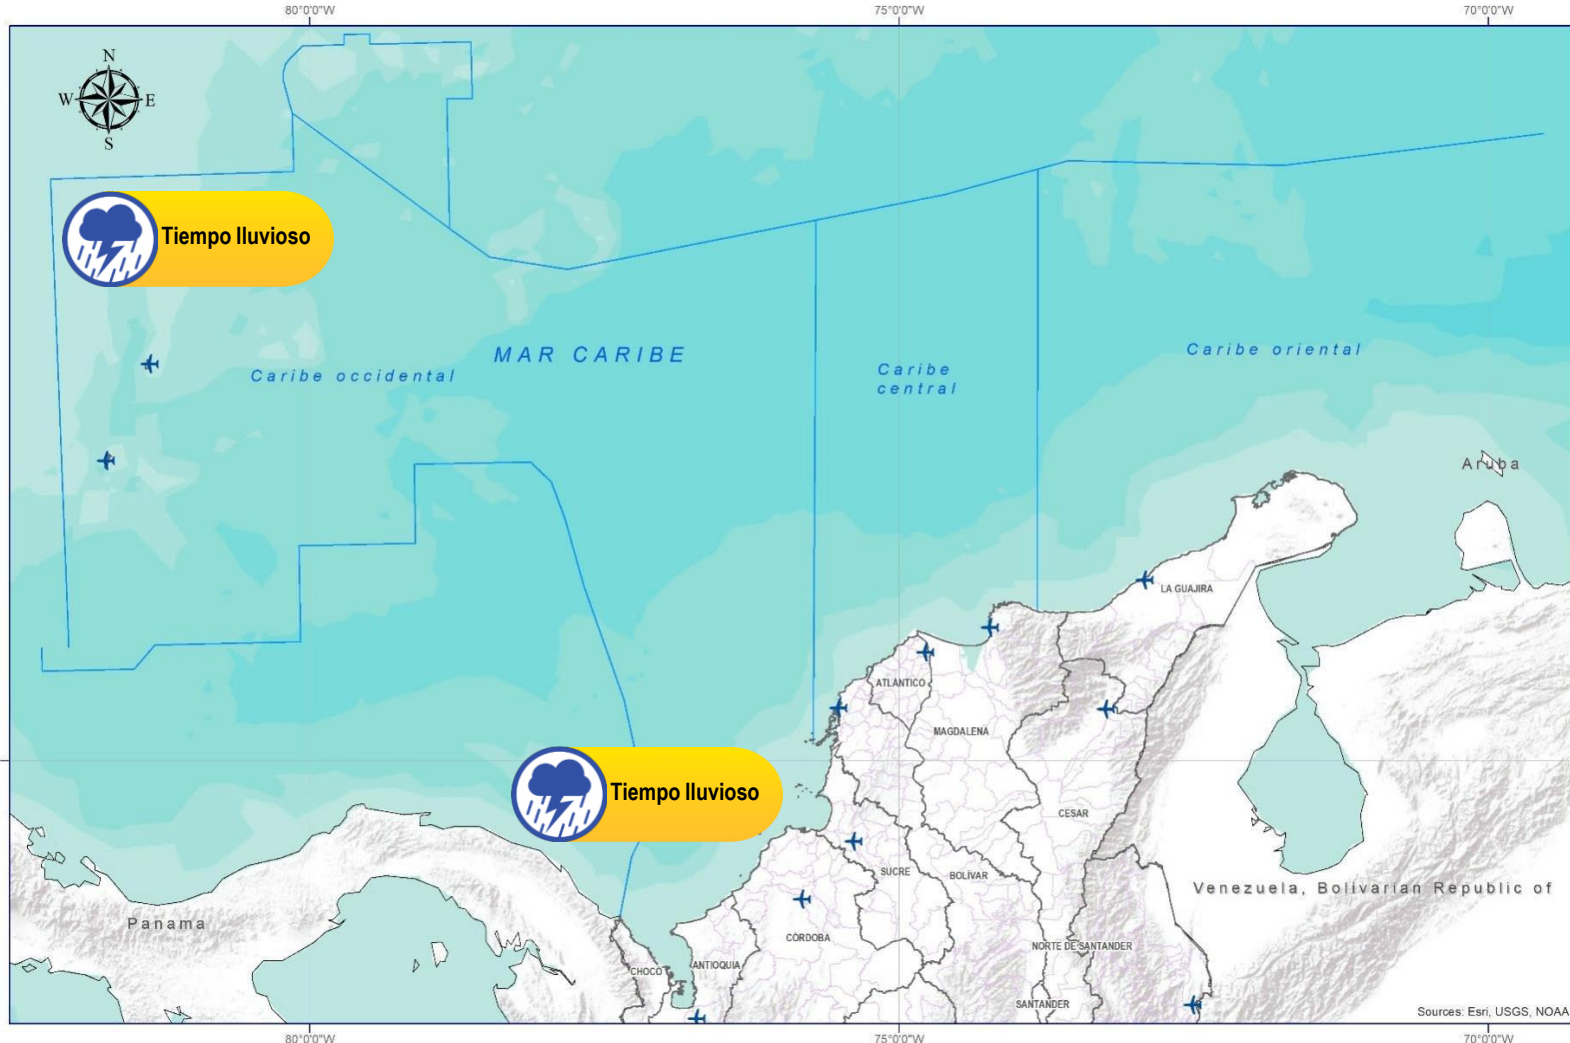 80°0'0"W
75°0'0"W
70°0'0"W
N
W
E
S
Tiempo lluvioso
MAR CARIBE
Caribe occidental
Caribe
central
Caribe oriental
Aruba
LA GUAJIRA
ATLANTICO
MAGDALENA
Tiempo lluvioso
CESAR
SUCRE
BOLÍVAR
Venezuela, Bolivarian Republic of
Panama
CÓRDOBA
NORTE DE SANTANDER
CHOCO
ANTIOQUIA
SANTANDER
Sources: Esri, USGS, NOAA
80°0'0"W
75°0'0"W
70°0'0"W